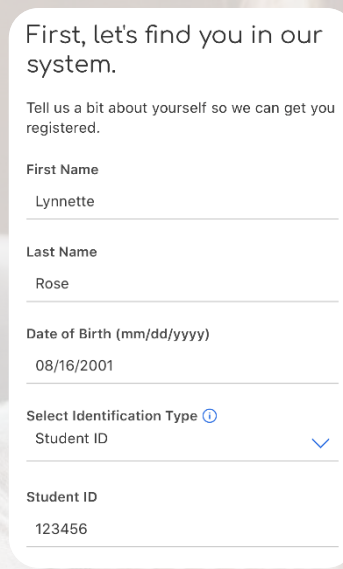 First, let's find you in our
system.
Tell us a bit about yourself so we can get you
registered.
First Name
Lynnette
Last Name
Rose
Date of Birth (mm/dd/yyyy)
08/16/2001
Select Identification Type
Student ID
Student ID
123456